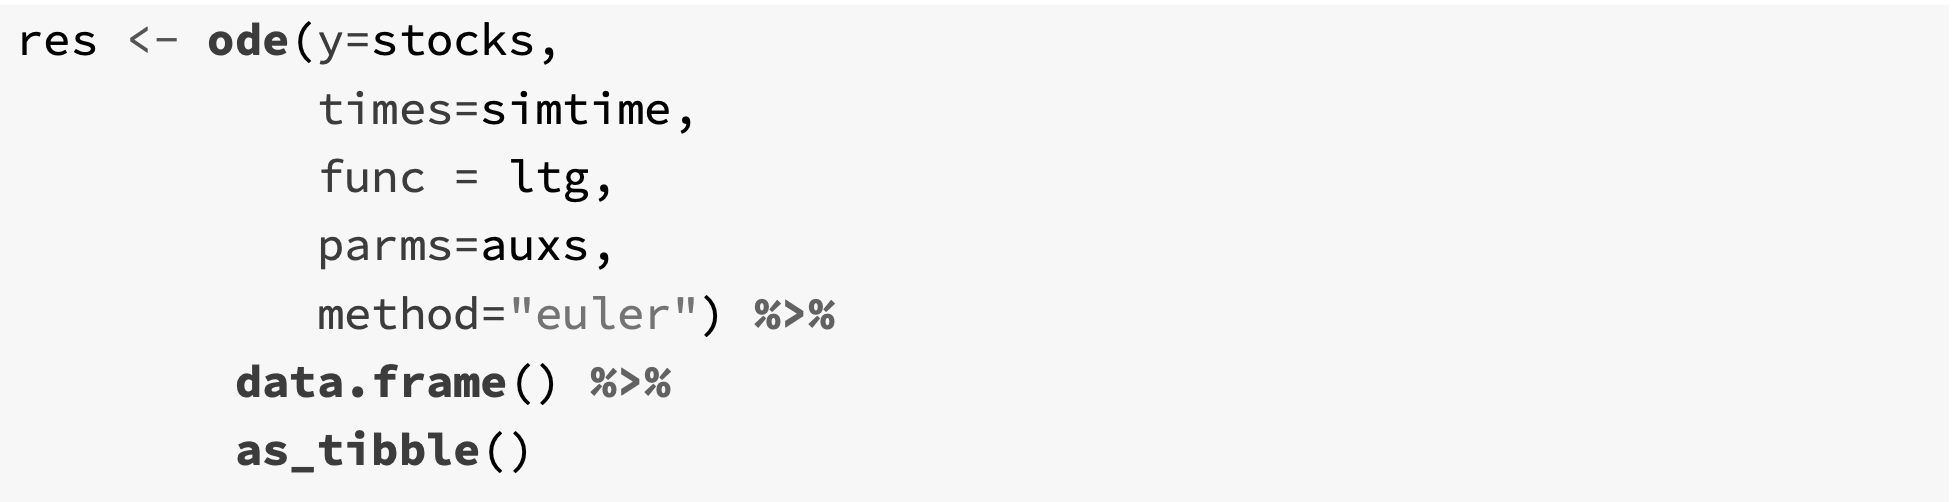 res <- ode(y=stocks,
           times=simtime,
           func = ltg,
           parms=auxs,
           method="euler") %>%
        data.frame() %>%
        as_tibble()